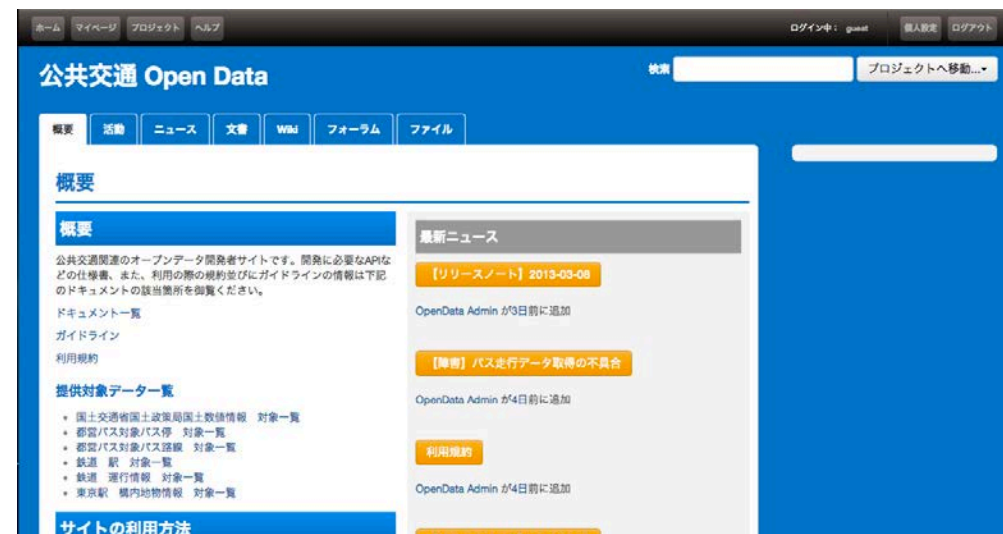 ホーム マイページ プロジェクト ヘルプ
ログイン中： guest 個人設定 ログアウト
公共交通 Open Data
検索 プロジェクトへ移動...
概要 活動 ニュース 文書 Wiki フォーラム ファイル
概要
概要
公共交通関連のオープンデータ開発者サイトです。開発に必要なAPIな
どの仕様書、また、利用の際の規約並びにガイドラインの情報は下記
のドキュメントの該当箇所を御覧ください。
ドキュメント一覧
ガイドライン
利用規約
提供対象データ一覧
国土交通省国土政策局国土数値情報 対象一覧
都営バス対象バス停 対象一覧
都営バス対象バス路線 対象一覧
鉄道 駅 対象一覧
鉄道 運行情報 対象一覧
東京駅 構内地物情報 対象一覧
サイトの利用方法
最新ニュース
【リリースノート】2013-03-08
OpenData Admin が3日前に追加
【障害】バス走行データ取得の不具合
OpenData Admin が4日前に追加
利用規約
OpenData Admin が4日前に追加